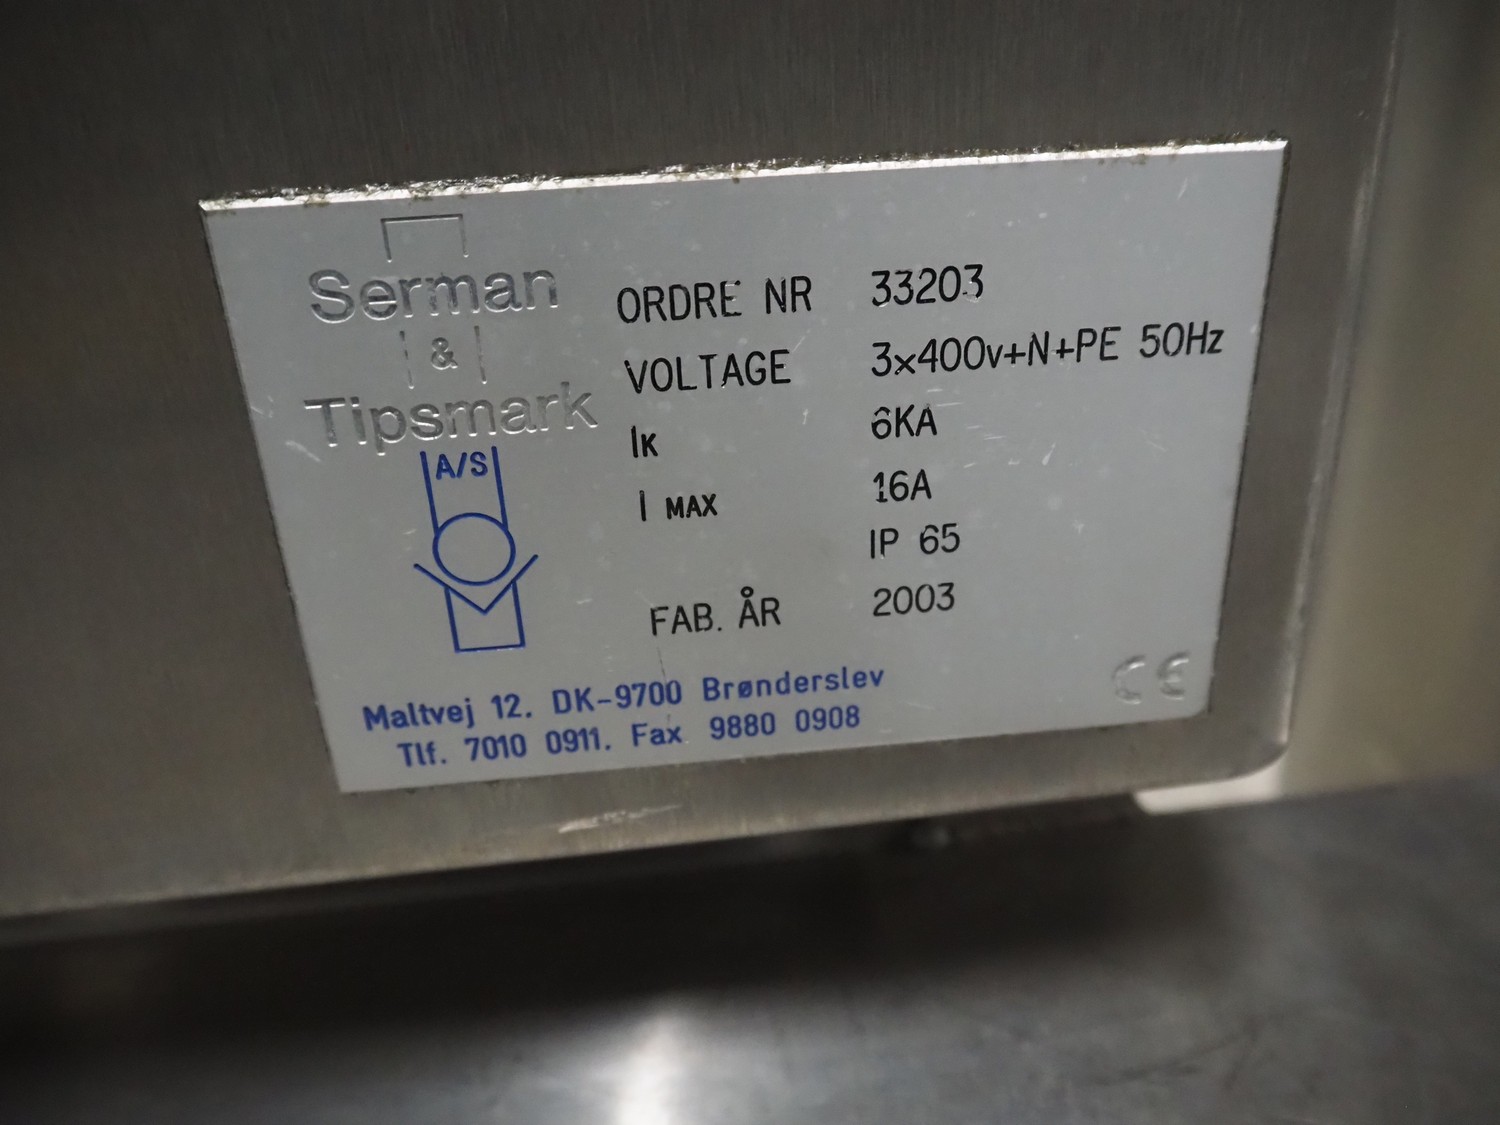 Serman
&
Tipsmark
A/S
ORDRE NR 33203
VOLTAGE 3x400v+N+PE 50Hz
IK 6KA
I MAX 16A
IP 65
FAB. ÅR 2003
Maltvej 12. DK-9700 Brønderslev
Tlf. 7010 0911. Fax 9880 0908
CE